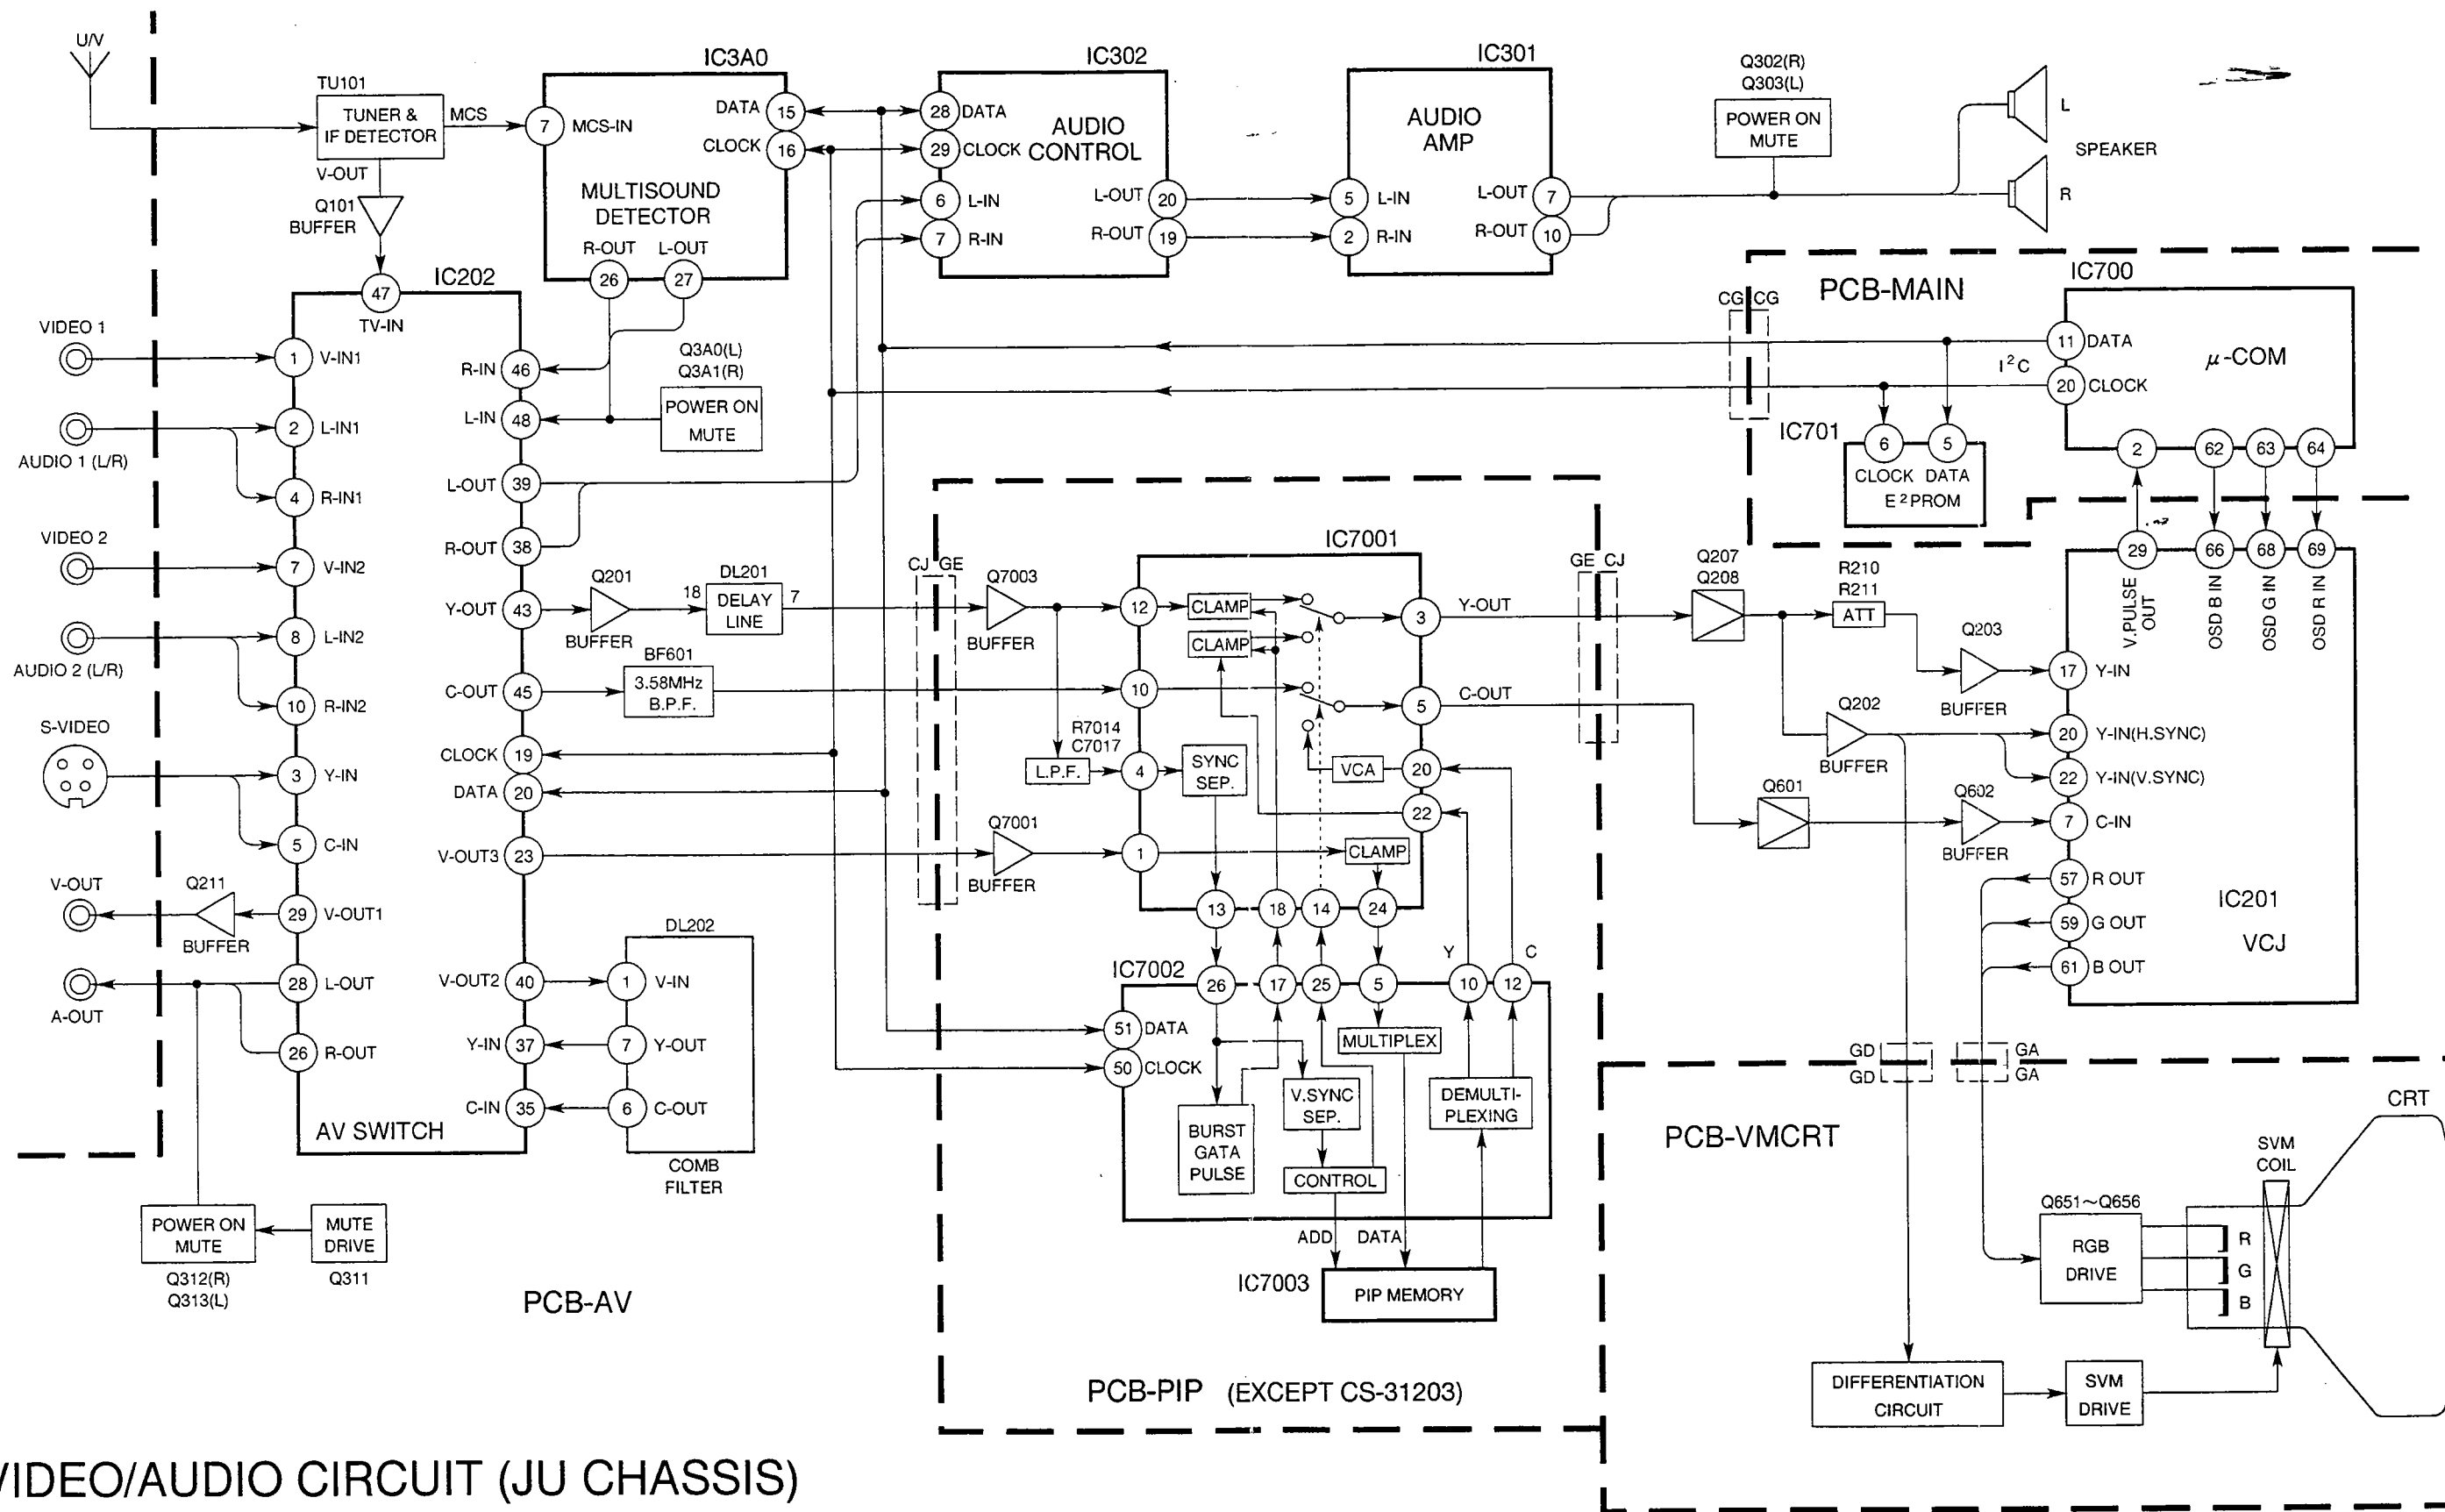 U/V
TU101
TUNER &
IF DETECTOR
MCS
V-OUT
Q101
BUFFER
IC3A0
7
MCS-IN
DATA
15
CLOCK
16
MULTISOUND
DETECTOR
R-OUT
L-OUT
26
27
IC302
28
DATA
29
CLOCK
AUDIO
CONTROL
6
L-IN
7
R-IN
L-OUT
20
R-OUT
19
IC301
AUDIO
AMP
5
L-IN
2
R-IN
L-OUT
7
R-OUT
10
Q302(R)
Q303(L)
POWER ON
MUTE
L
SPEAKER
R
PCB-MAIN
CG
CG
IC700
11
DATA
I²C
20
CLOCK
μ-COM
2
62
63
64
IC701
6
5
CLOCK
DATA
E²PROM
VIDEO 1
AUDIO 1 (L/R)
VIDEO 2
AUDIO 2 (L/R)
S-VIDEO
V-OUT
Q211
BUFFER
A-OUT
IC202
47
TV-IN
1
V-IN1
2
L-IN1
4
R-IN1
7
V-IN2
8
L-IN2
10
R-IN2
3
Y-IN
5
C-IN
29
V-OUT1
28
L-OUT
26
R-OUT
R-IN
46
L-IN
48
L-OUT
39
R-OUT
38
Y-OUT
43
C-OUT
45
CLOCK
19
DATA
20
V-OUT3
23
V-OUT2
40
Y-IN
37
C-IN
35
AV SWITCH
Q3A0(L)
Q3A1(R)
POWER ON
MUTE
Q201
BUFFER
DL201
18
DELAY
LINE
7
BF601
3.58MHz
B.P.F.
DL202
1
V-IN
7
Y-OUT
6
C-OUT
COMB
FILTER
POWER ON
MUTE
Q312(R)
Q313(L)
MUTE
DRIVE
Q311
PCB-AV
CJ
GE
Q7003
BUFFER
R7014
C7017
L.P.F.
Q7001
BUFFER
IC7001
12
CLAMP
CLAMP
3
Y-OUT
10
5
C-OUT
4
SYNC
SEP.
VCA
20
22
1
CLAMP
13
18
14
24
Y
C
IC7002
26
17
25
5
10
12
51
DATA
50
CLOCK
MULTIPLEX
BURST
GATA
PULSE
V.SYNC
SEP.
CONTROL
DEMULTI-
PLEXING
ADD
DATA
IC7003
PIP MEMORY
PCB-PIP
(EXCEPT CS-31203)
GE
CJ
Q207
Q208
R210
R211
ATT
Q203
BUFFER
Q202
BUFFER
Q601
Q602
BUFFER
29
66
68
69
V.PULSE
OUT
OSD B IN
OSD G IN
OSD R IN
17
Y-IN
20
Y-IN(H.SYNC)
22
Y-IN(V.SYNC)
7
C-IN
57
R OUT
59
G OUT
61
B OUT
IC201
VCJ
GD
GD
GA
GA
PCB-VMCRT
CRT
SVM
COIL
Q651~Q656
RGB
DRIVE
R
G
B
DIFFERENTIATION
CIRCUIT
SVM
DRIVE
VIDEO/AUDIO CIRCUIT (JU CHASSIS)